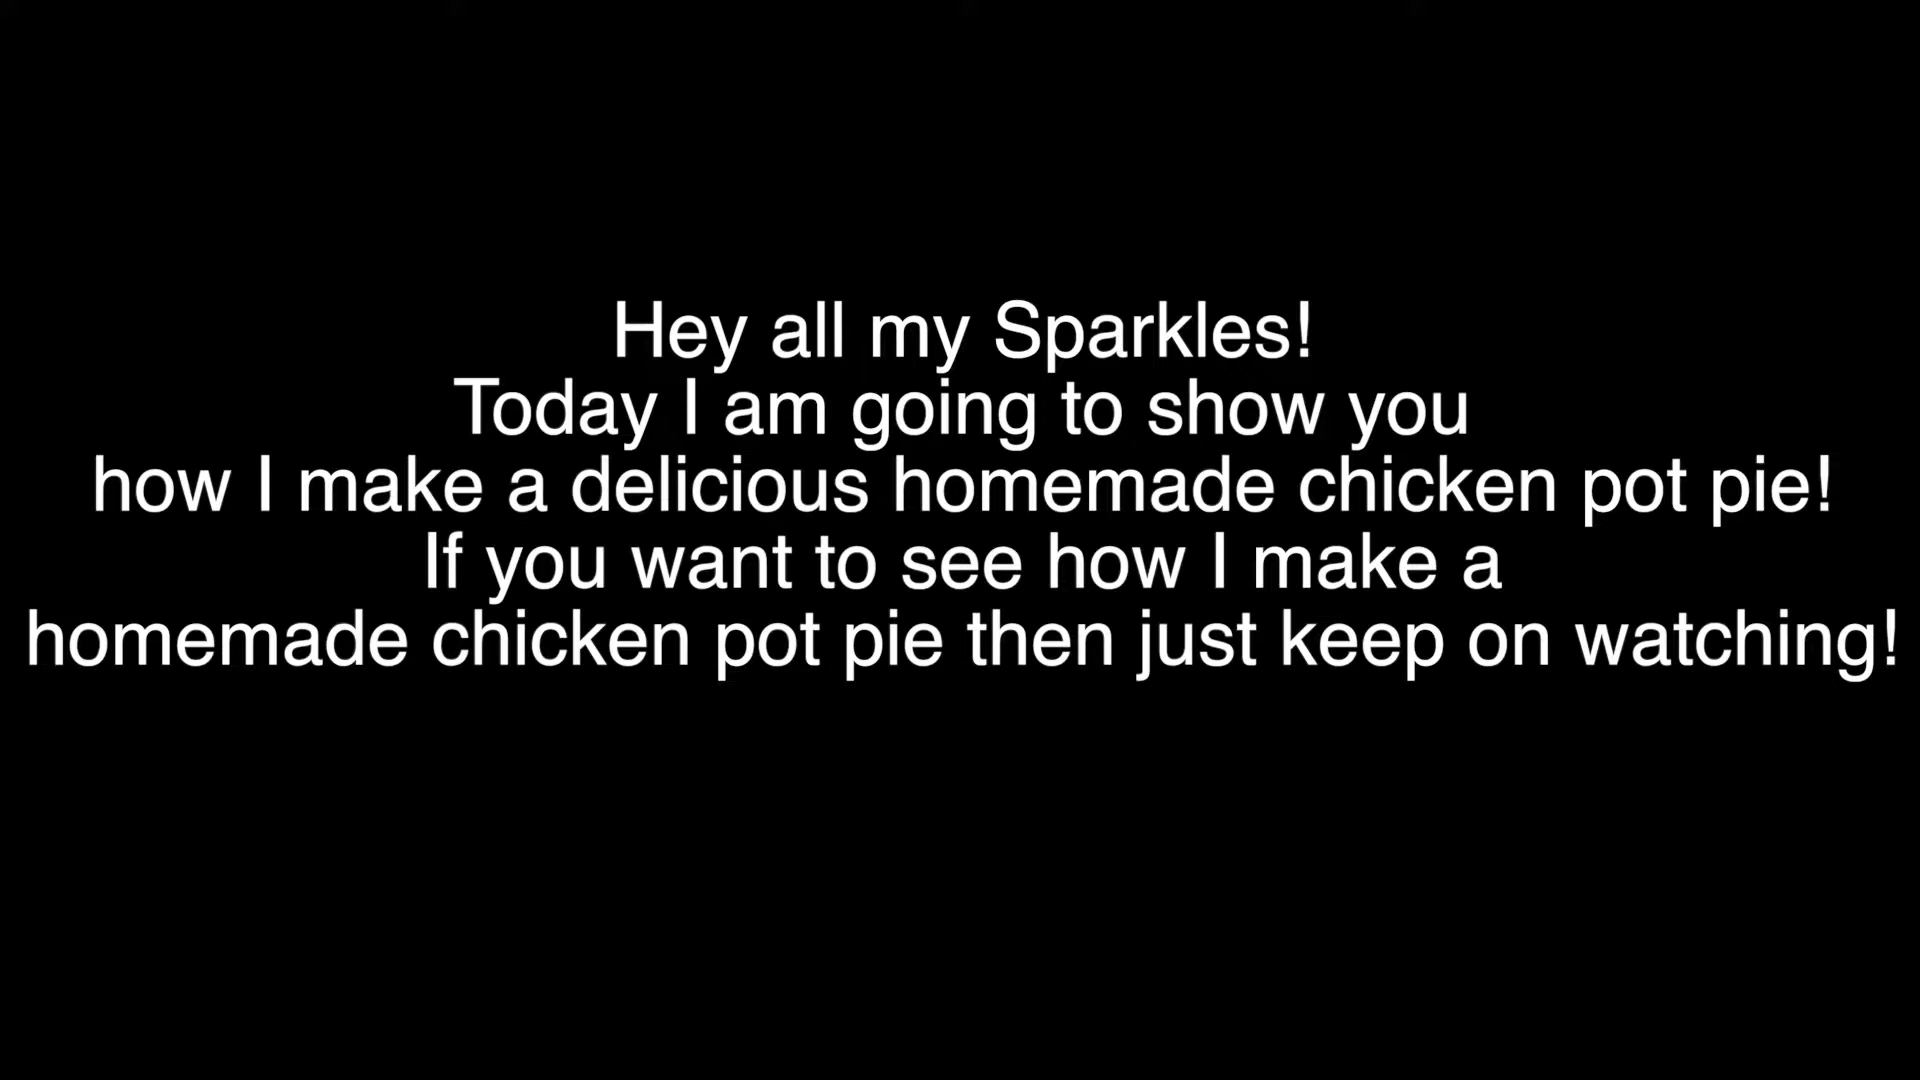 Hey all my Sparkles!
Today I am going to show you
how I make a delicious homemade chicken pot pie!
If you want to see how I make a
homemade chicken pot pie then just keep on watching!